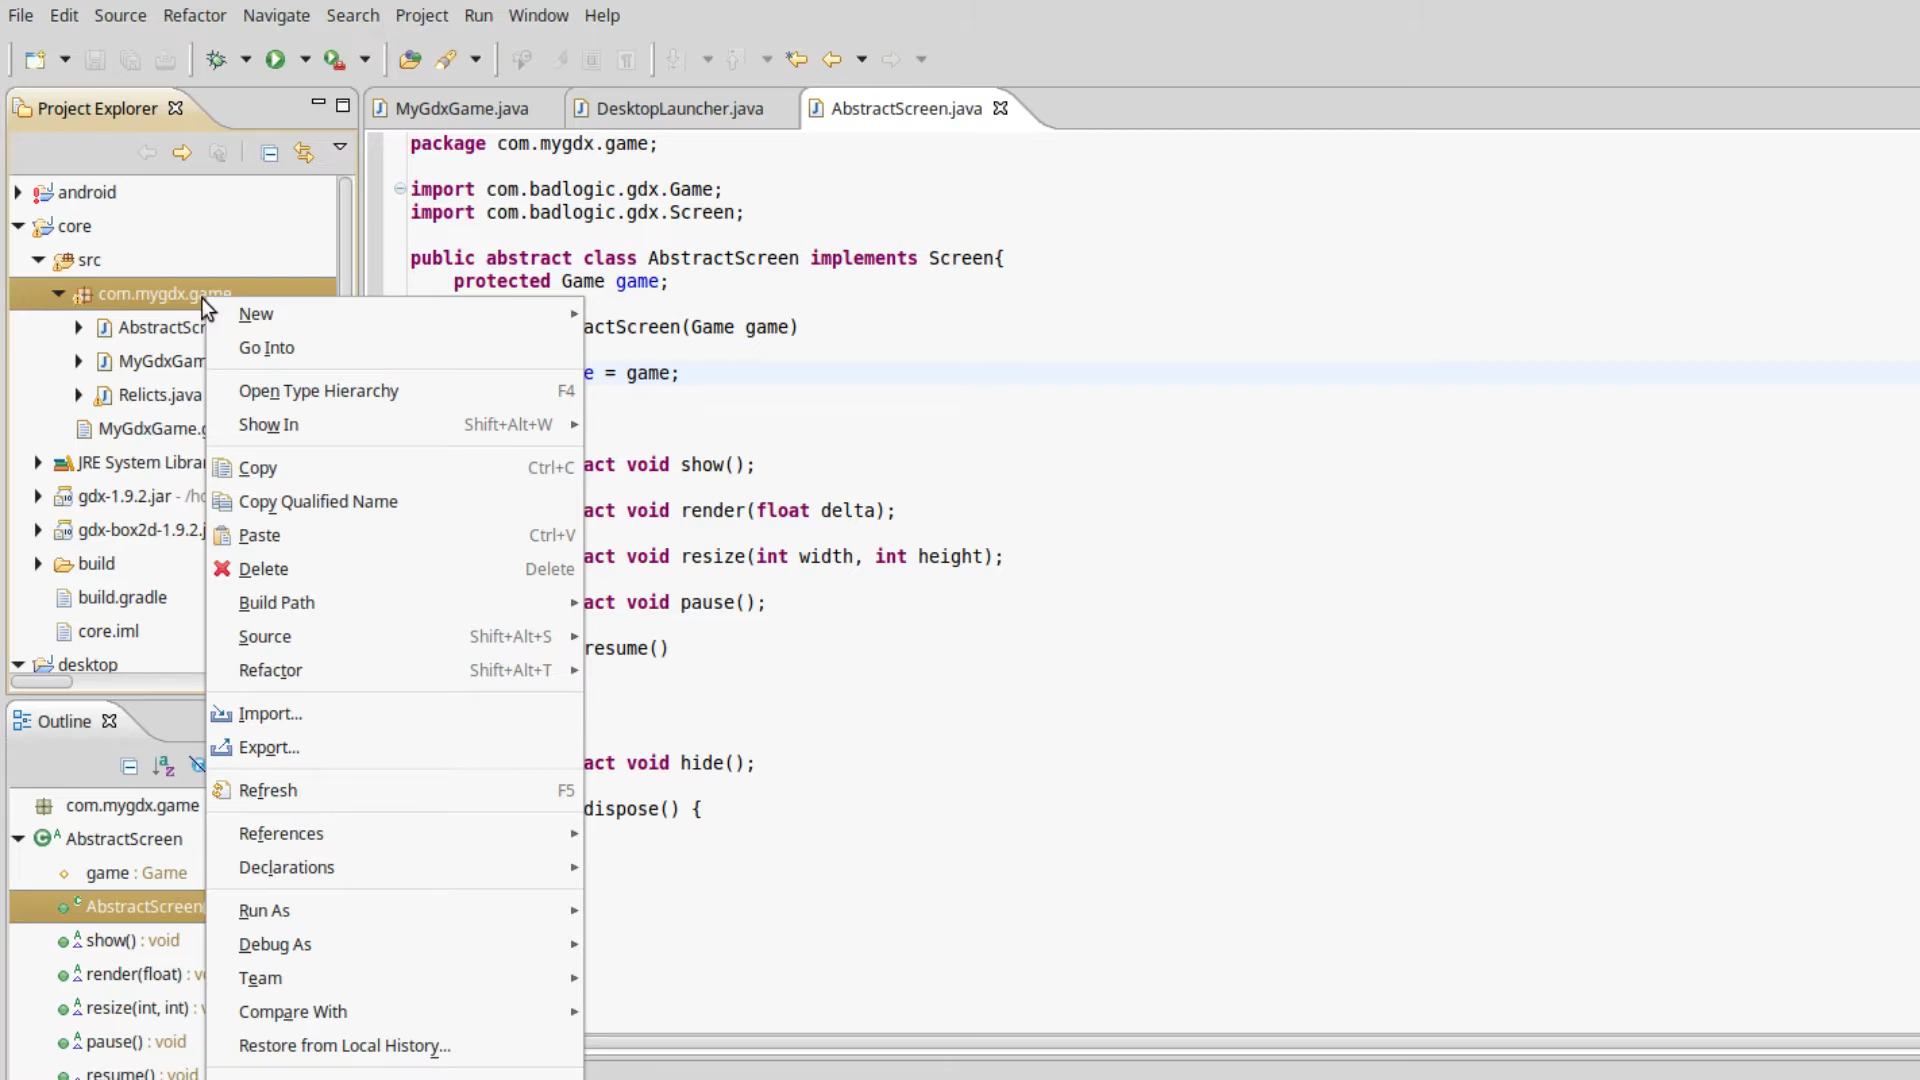 File Edit Source Refactor Navigate Search Project Run Window Help
Project Explorer
MyGdxGame.java
DesktopLauncher.java
AbstractScreen.java
android
core
src
com.mygdx.game
AbstractScr
MyGdxGam
Relicts.java
MyGdxGame.g
JRE System Librar
gdx-1.9.2.jar - /ho
gdx-box2d-1.9.2.j
build
build.gradle
core.iml
desktop
Outline
com.mygdx.game
AbstractScreen
game : Game
AbstractScreen(
show() : void
render(float) : vo
resize(int, int) : v
pause() : void
resume() : void
New
Go Into
Open Type Hierarchy F4
Show In Shift+Alt+W
Copy Ctrl+C
Copy Qualified Name
Paste Ctrl+V
Delete Delete
Build Path
Source Shift+Alt+S
Refactor Shift+Alt+T
Import...
Export...
Refresh F5
References
Declarations
Run As
Debug As
Team
Compare With
Restore from Local History...
package com.mygdx.game;
import com.badlogic.gdx.Game;
import com.badlogic.gdx.Screen;
public abstract class AbstractScreen implements Screen{
protected Game game;
actScreen(Game game)
e = game;
act void show();
act void render(float delta);
act void resize(int width, int height);
act void pause();
resume()
act void hide();
dispose() {